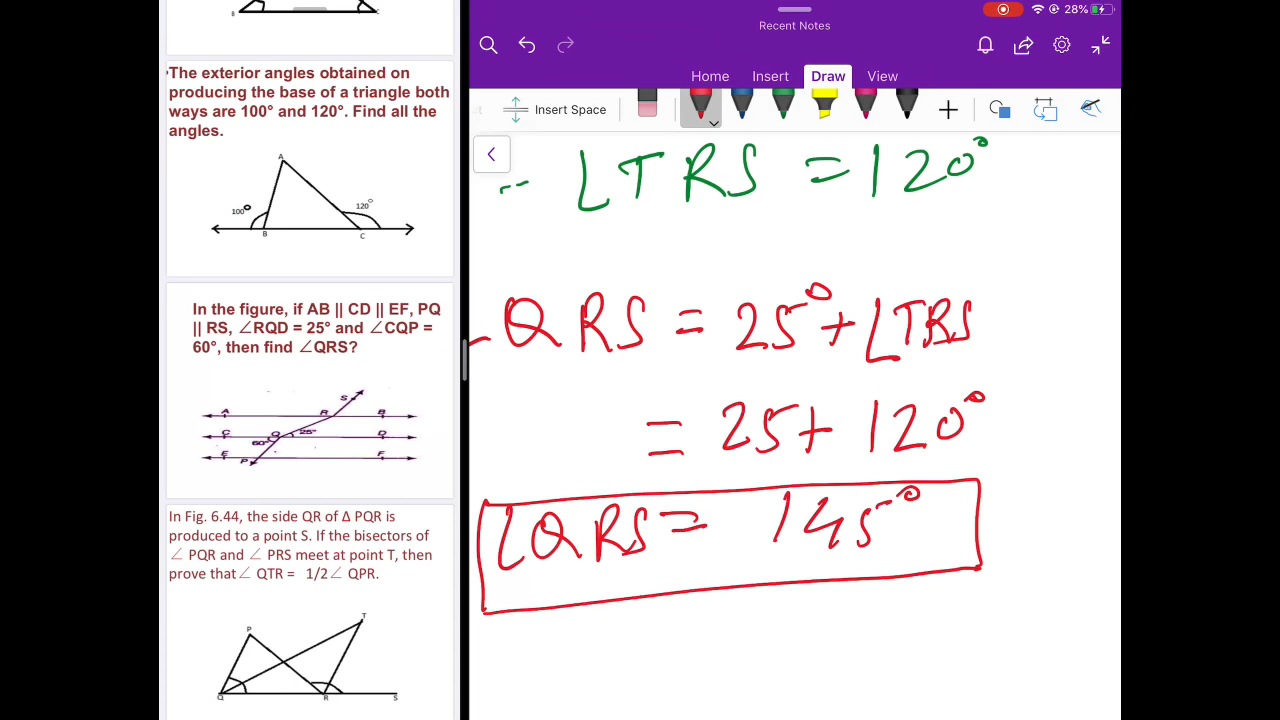 B
C
The exterior angles obtained on
producing the base of a triangle both
ways are 100° and 120°. Find all the
angles.
A
100°
120°
B
C
In the figure, if AB || CD || EF, PQ
|| RS, ∠RQD = 25° and ∠CQP =
60°, then find ∠QRS?
S
A
R
B
C
Q
25°
D
60°
E
P
F
In Fig. 6.44, the side QR of Δ PQR is
produced to a point S. If the bisectors of
∠ PQR and ∠ PRS meet at point T, then
prove that ∠ QTR = 1/2 ∠ QPR.
T
P
Q
R
S
28%
Recent Notes
Home Insert Draw View
Insert Space
∠TRS = 120°
QRS = 25° + ∠TRS
= 25 + 120°
∠QRS = 145°